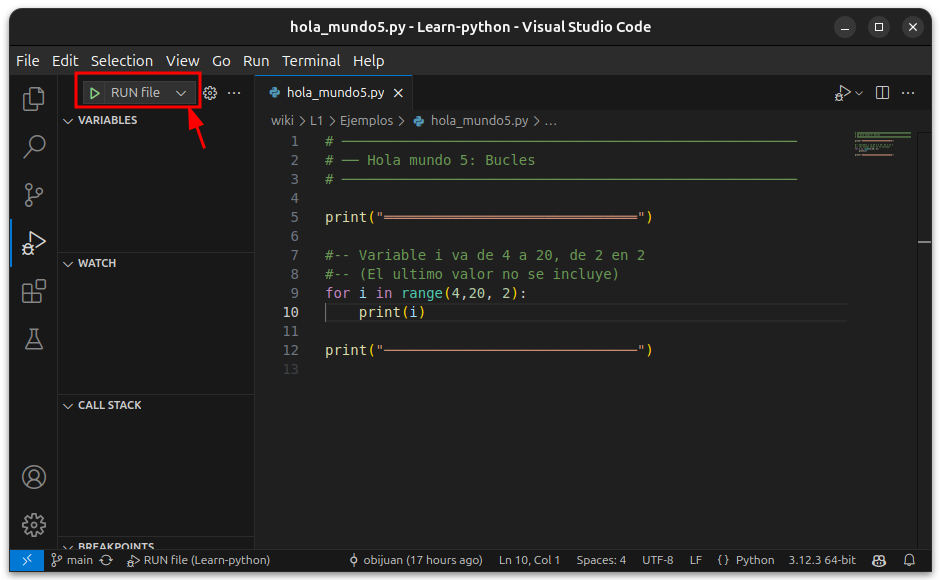 hola_mundo5.py - Learn-python - Visual Studio Code
File Edit Selection View Go Run Terminal Help
RUN file
hola_mundo5.py
VARIABLES
wiki > L1 > Ejemplos > hola_mundo5.py > ...
1 # ──────────────────────────────────────────────────────
2 # ── Hola mundo 5: Bucles
3 # ──────────────────────────────────────────────────────
4
5 print("══════════════════════════════")
6
7 #-- Variable i va de 4 a 20, de 2 en 2
8 #-- (El ultimo valor no se incluye)
9 for i in range(4,20, 2):
10     print(i)
11
12 print("──────────────────────────────")
13
WATCH
CALL STACK
BREAKPOINTS
main RUN file (Learn-python) obijuan (17 hours ago) Ln 10, Col 1 Spaces: 4 UTF-8 LF {} Python 3.12.3 64-bit